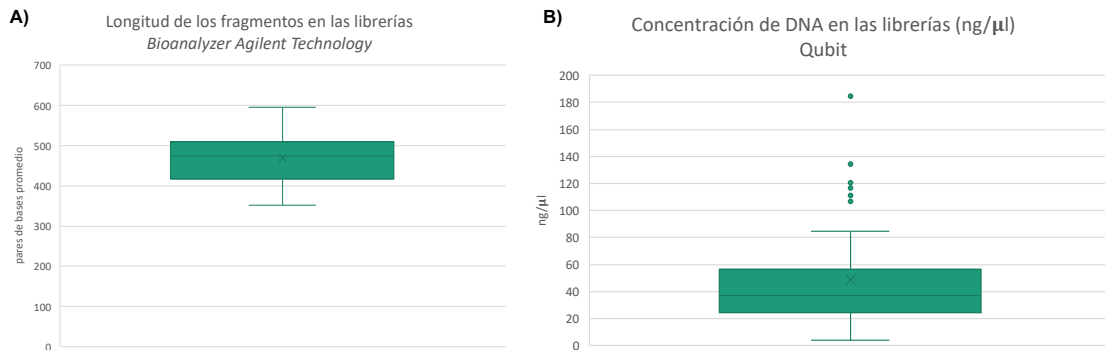 A)
Longitud de los fragmentos en las librerías
Bioanalyzer Agilent Technology
700
600
500
400
300
200
100
0
pares de bases promedio
B)
Concentración de DNA en las librerías (ng/µl)
Qubit
200
180
160
140
120
100
80
60
40
20
0
ng/µl